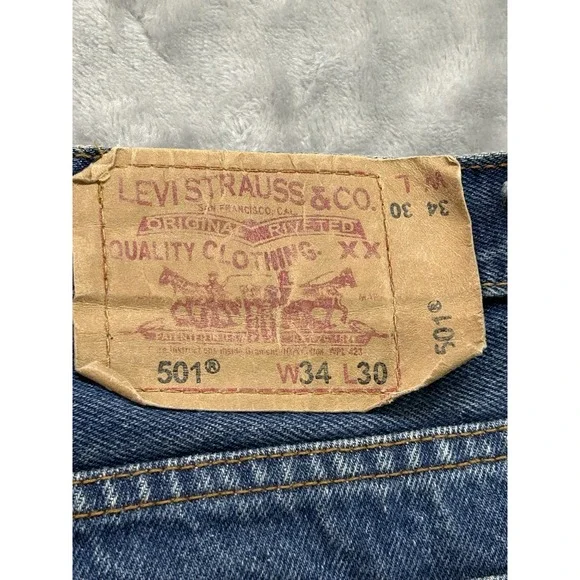 LEVI STRAUSS & CO.
SAN FRANCISCO, CAL.
ORIGINAL RIVETED
QUALITY CLOTHING. XX
501® W34 L30
W L
34 30
501®